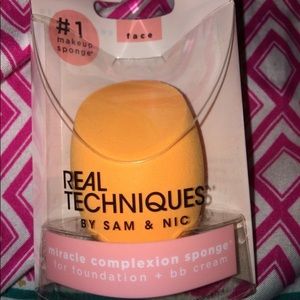 #1
makeup
sponge*
face
REAL
TECHNIQUES®
BY SAM & NIC
miracle complexion sponge®
for foundation + bb cream